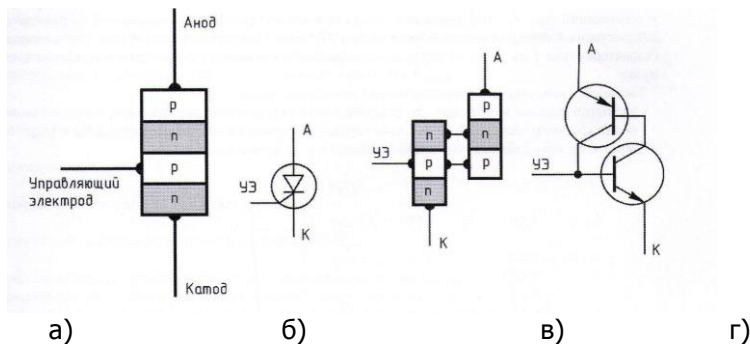 Анод
p
n
p
n
Управляющий
электрод
Катод
А
УЭ
К
А
p
n
p
n
p
n
УЭ
К
А
УЭ
К
а) б) в) г)